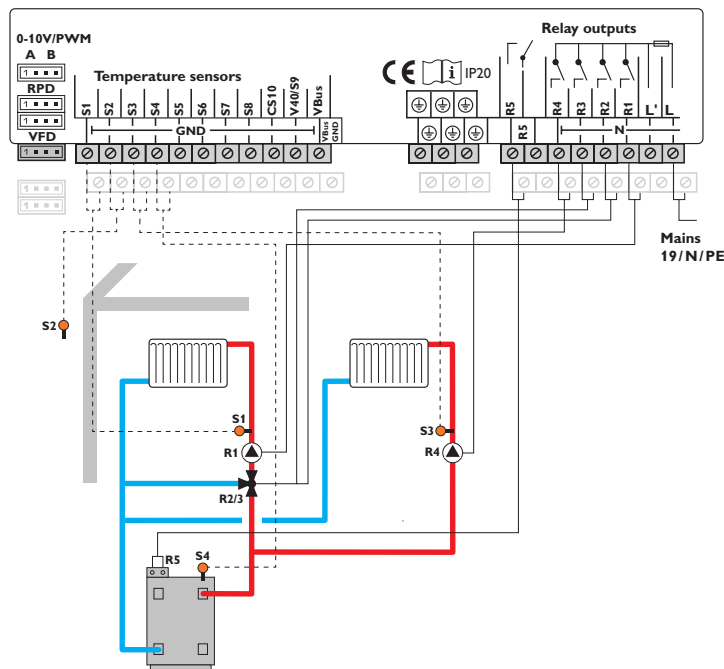 0-10V/PWM
A B
RPD
VFD
Temperature sensors
S1 S2 S3 S4 S5 S6 S7 S8 CS10 V40/S9 VBus
GND
VBus GND
CE i IP20
Relay outputs
R5 R4 R3 R2 R1 L' L
R5
N
Mains
19/N/PE
S2
S1
R1
R2/3
S3
R4
R5
S4